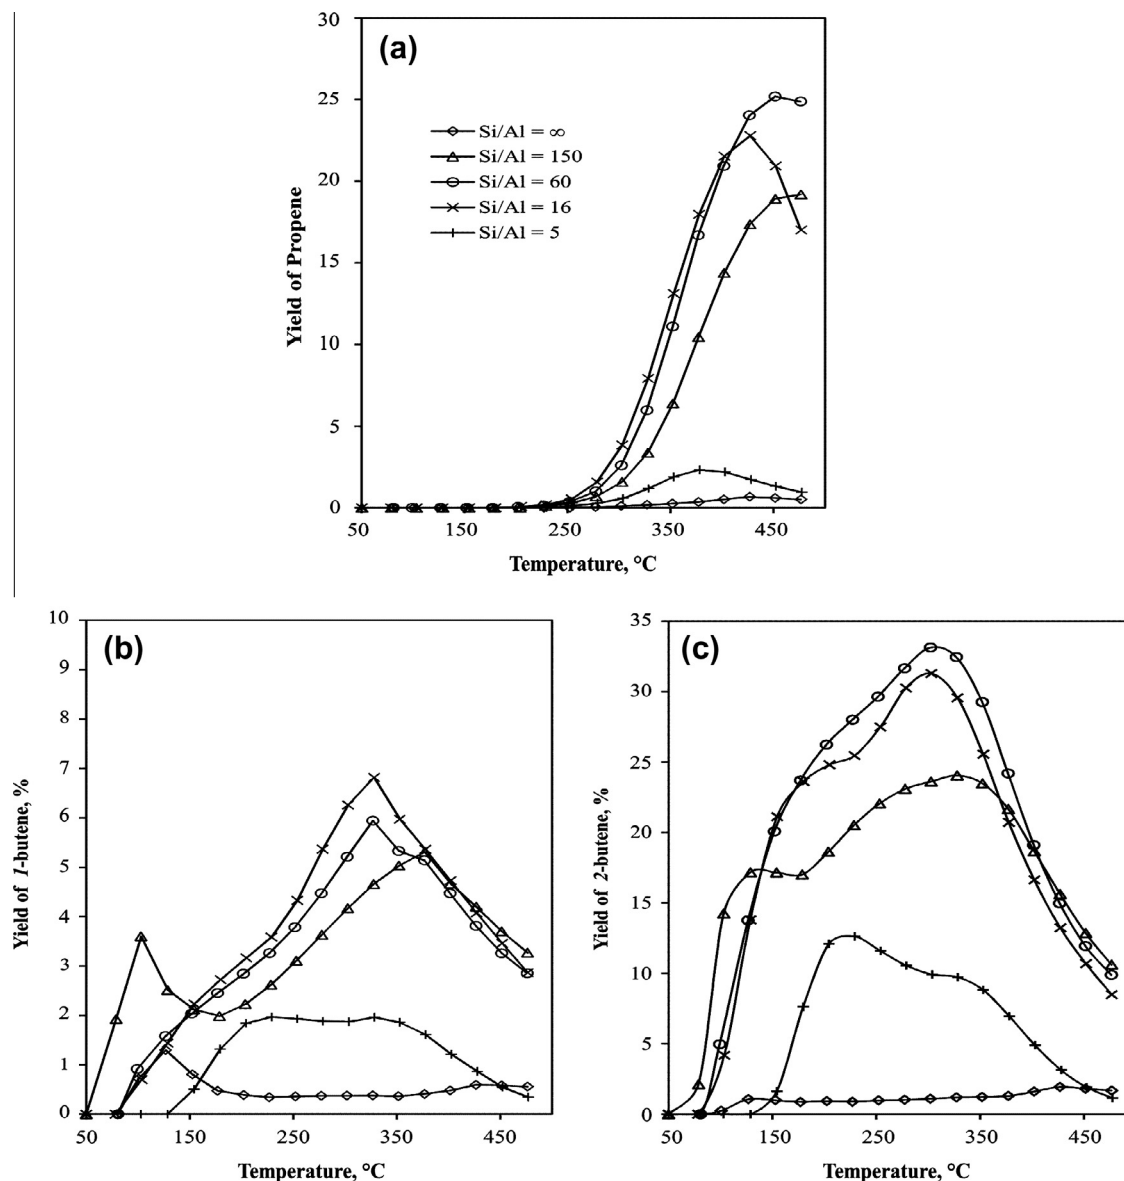 (a)
30
25
20
15
10
5
0
Yield of Propene
Si/Al = ∞
Si/Al = 150
Si/Al = 60
Si/Al = 16
Si/Al = 5
50 150 250 350 450
Temperature, °C
(b)
10
9
8
7
6
5
4
3
2
1
0
Yield of 1-butene, %
50 150 250 350 450
Temperature, °C
(c)
35
30
25
20
15
10
5
0
Yield of 2-butene, %
50 150 250 350 450
Temperature, °C